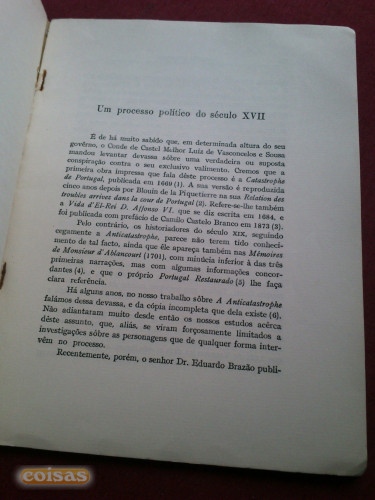 Um processo político do século XVII
É de há muito sabido que, em determinada altura do seu
govêrno, o Conde de Castel Melhor Luiz de Vasconcelos e Sousa
mandou levantar devassa sôbre uma verdadeira ou suposta
conspiração contra o seu exclusivo valimento. Cremos que a
primeira obra impressa que fala dêste processo é a Catastrophe
de Portugal, publicada em 1669 (1). A sua versão é reproduzida
cinco anos depois por Blouin de la Piquetierre na sua Relation des
troubles arrivez dans la cour de Portugal (2). Refere-se-lhe também
a Vida d'El-Rei D. Affonso VI, que se diz escrita em 1684, e
foi publicada com prefácio de Camilo Castelo Branco em 1873 (3).
Pelo contrário, os historiadores do século XIX, seguindo
cegamente a Anticatastrophe, parece não terem tido conheci-
mento de tal facto, ainda que êle apareça também nas Mémoires
de Monsieur d'Ablancourt (1701), com minúcia inferior à das três
primeiras narrações, mas com algumas informações concor-
dantes (4), e que o próprio Portugal Restaurado (5) lhe faça
clara referência.
Há alguns anos, no nosso trabalho sôbre A Anticatastrophe
falámos dessa devassa, e da cópia incompleta que dela existe (6).
Não adiantaram muito desde então os nossos estudos acêrca
dêste assunto, que, aliás, se viram forçosamente limitados a
investigações sôbre as personagens que de qualquer forma inter-
vêm no processo.
Recentemente, porém, o senhor Dr. Eduardo Brazão publi-
coisas